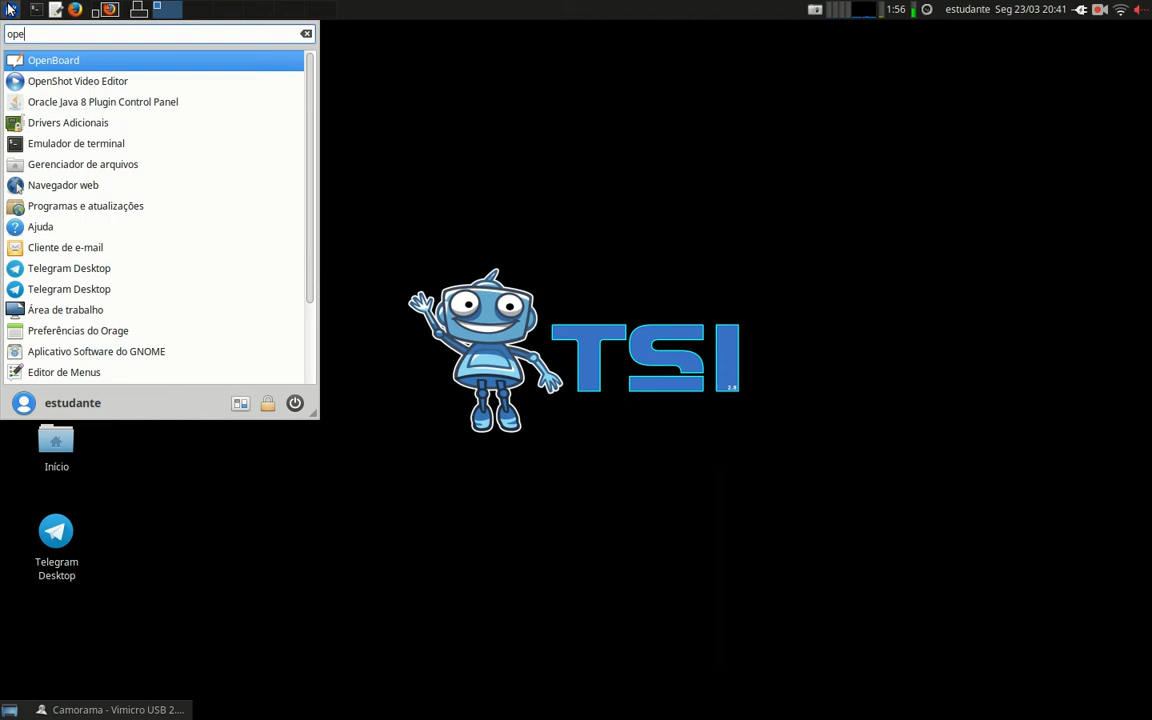 1:56
estudante Seg 23/03 20:41
ope
OpenBoard
OpenShot Video Editor
Oracle Java 8 Plugin Control Panel
Drivers Adicionais
Emulador de terminal
Gerenciador de arquivos
Navegador web
Programas e atualizações
Ajuda
Cliente de e-mail
Telegram Desktop
Telegram Desktop
Área de trabalho
Preferências do Orage
Aplicativo Software do GNOME
Editor de Menus
estudante
TSI
2.0
Início
Telegram
Desktop
Camorama - Vimicro USB 2....